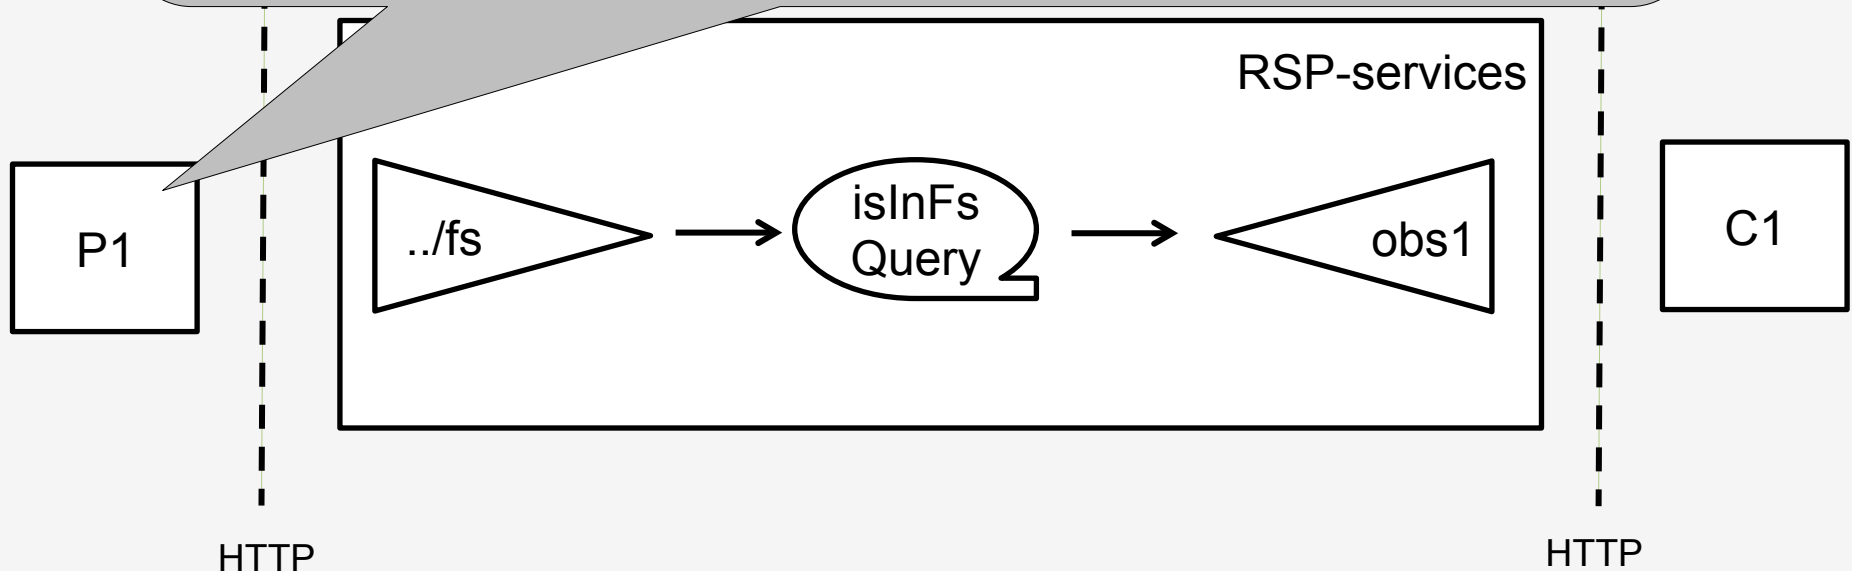 RSP-services
P1
../fs
isInFs
Query
obs1
C1
HTTP
HTTP